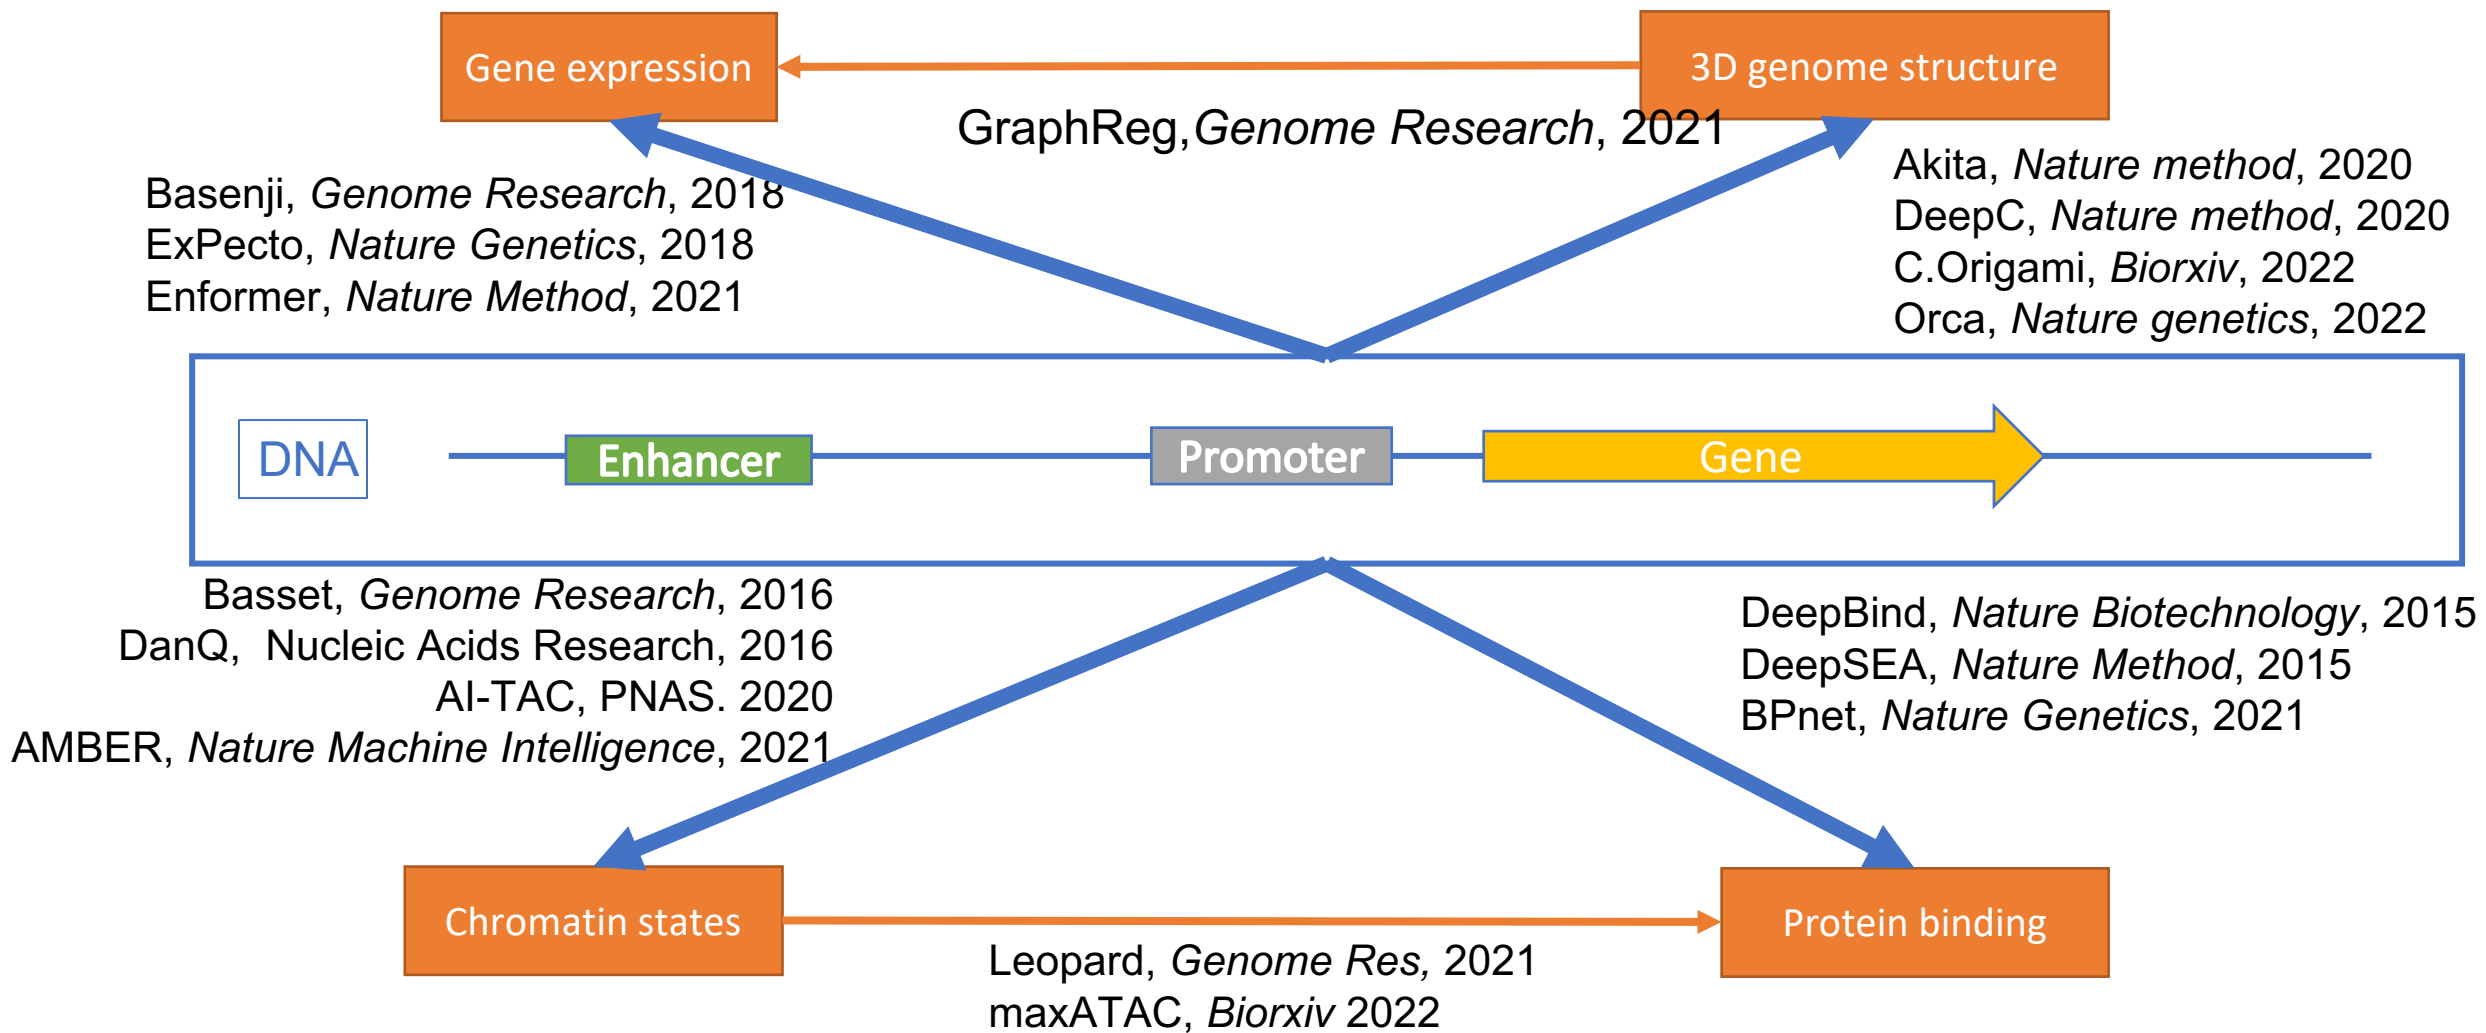 Gene expression
3D genome structure
GraphReg,Genome Research, 2021
Basenji, Genome Research, 2018
ExPecto, Nature Genetics, 2018
Enformer, Nature Method, 2021
Akita, Nature method, 2020
DeepC, Nature method, 2020
C.Origami, Biorxiv, 2022
Orca, Nature genetics, 2022
DNA
Enhancer
Promoter
Gene
Basset, Genome Research, 2016
DanQ,  Nucleic Acids Research, 2016
AI-TAC, PNAS. 2020
AMBER, Nature Machine Intelligence, 2021
DeepBind, Nature Biotechnology, 2015
DeepSEA, Nature Method, 2015
BPnet, Nature Genetics, 2021
Chromatin states
Protein binding
Leopard, Genome Res, 2021
maxATAC, Biorxiv 2022